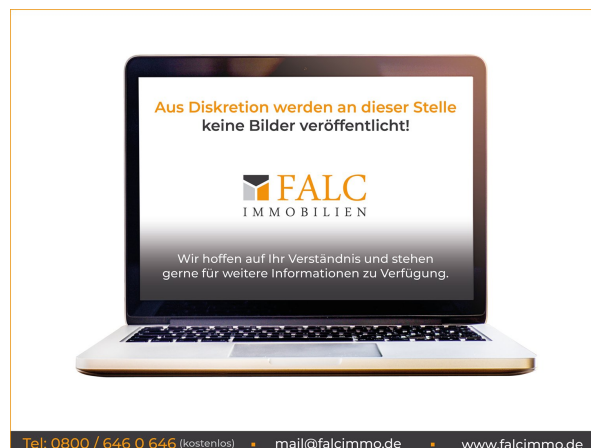 Aus Diskretion werden an dieser Stelle
keine Bilder veröffentlicht!
FALC
IMMOBILIEN
Wir hoffen auf Ihr Verständnis und stehen
gerne für weitere Informationen zu Verfügung.
Tel: 0800 / 646 0 646 (kostenlos) ▪ mail@falcimmo.de ▪ www.falcimmo.de